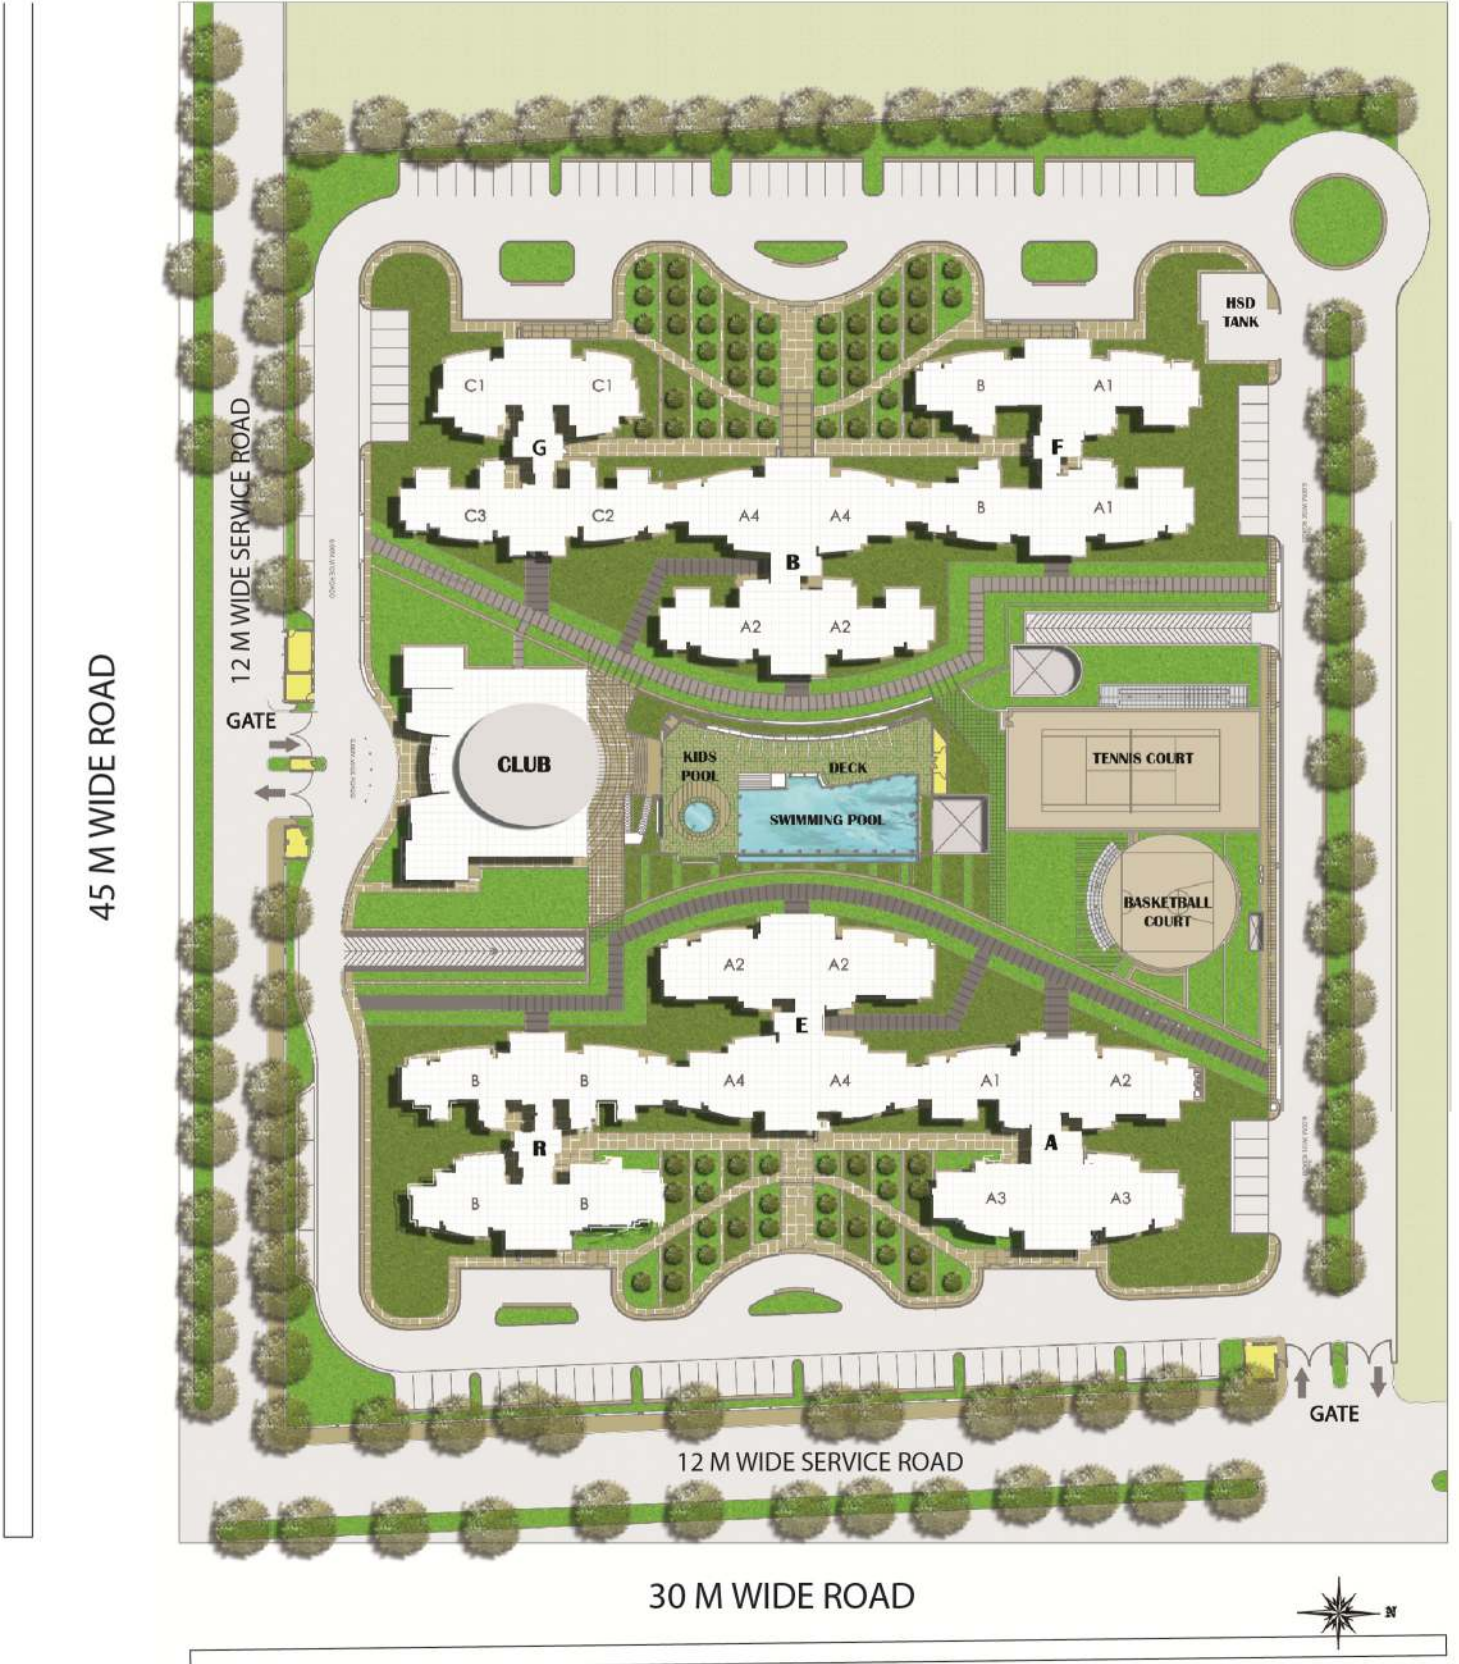 HSD
TANK
C1
C1
B
A1
G
F
C3
C2
A4
A4
B
A1
B
A2
A2
12 M WIDE SERVICE ROAD
45 M WIDE ROAD
GATE
CLUB
KIDS
POOL
DECK
SWIMMING POOL
TENNIS COURT
BASKETBALL
COURT
A2
A2
E
B
B
A4
A4
A1
A2
R
A
B
B
A3
A3
GATE
12 M WIDE SERVICE ROAD
30 M WIDE ROAD
N